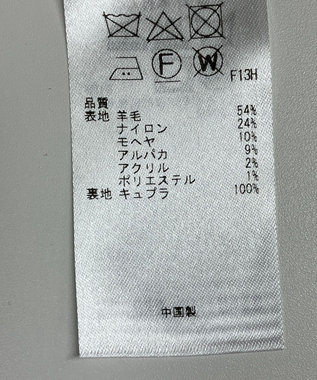 F
W
F13H
品質
表地 羊毛 54%
ナイロン 24%
モヘヤ 10%
アルパカ 9%
アクリル 2%
ポリエステル 1%
裏地 キュプラ 100%
中国製